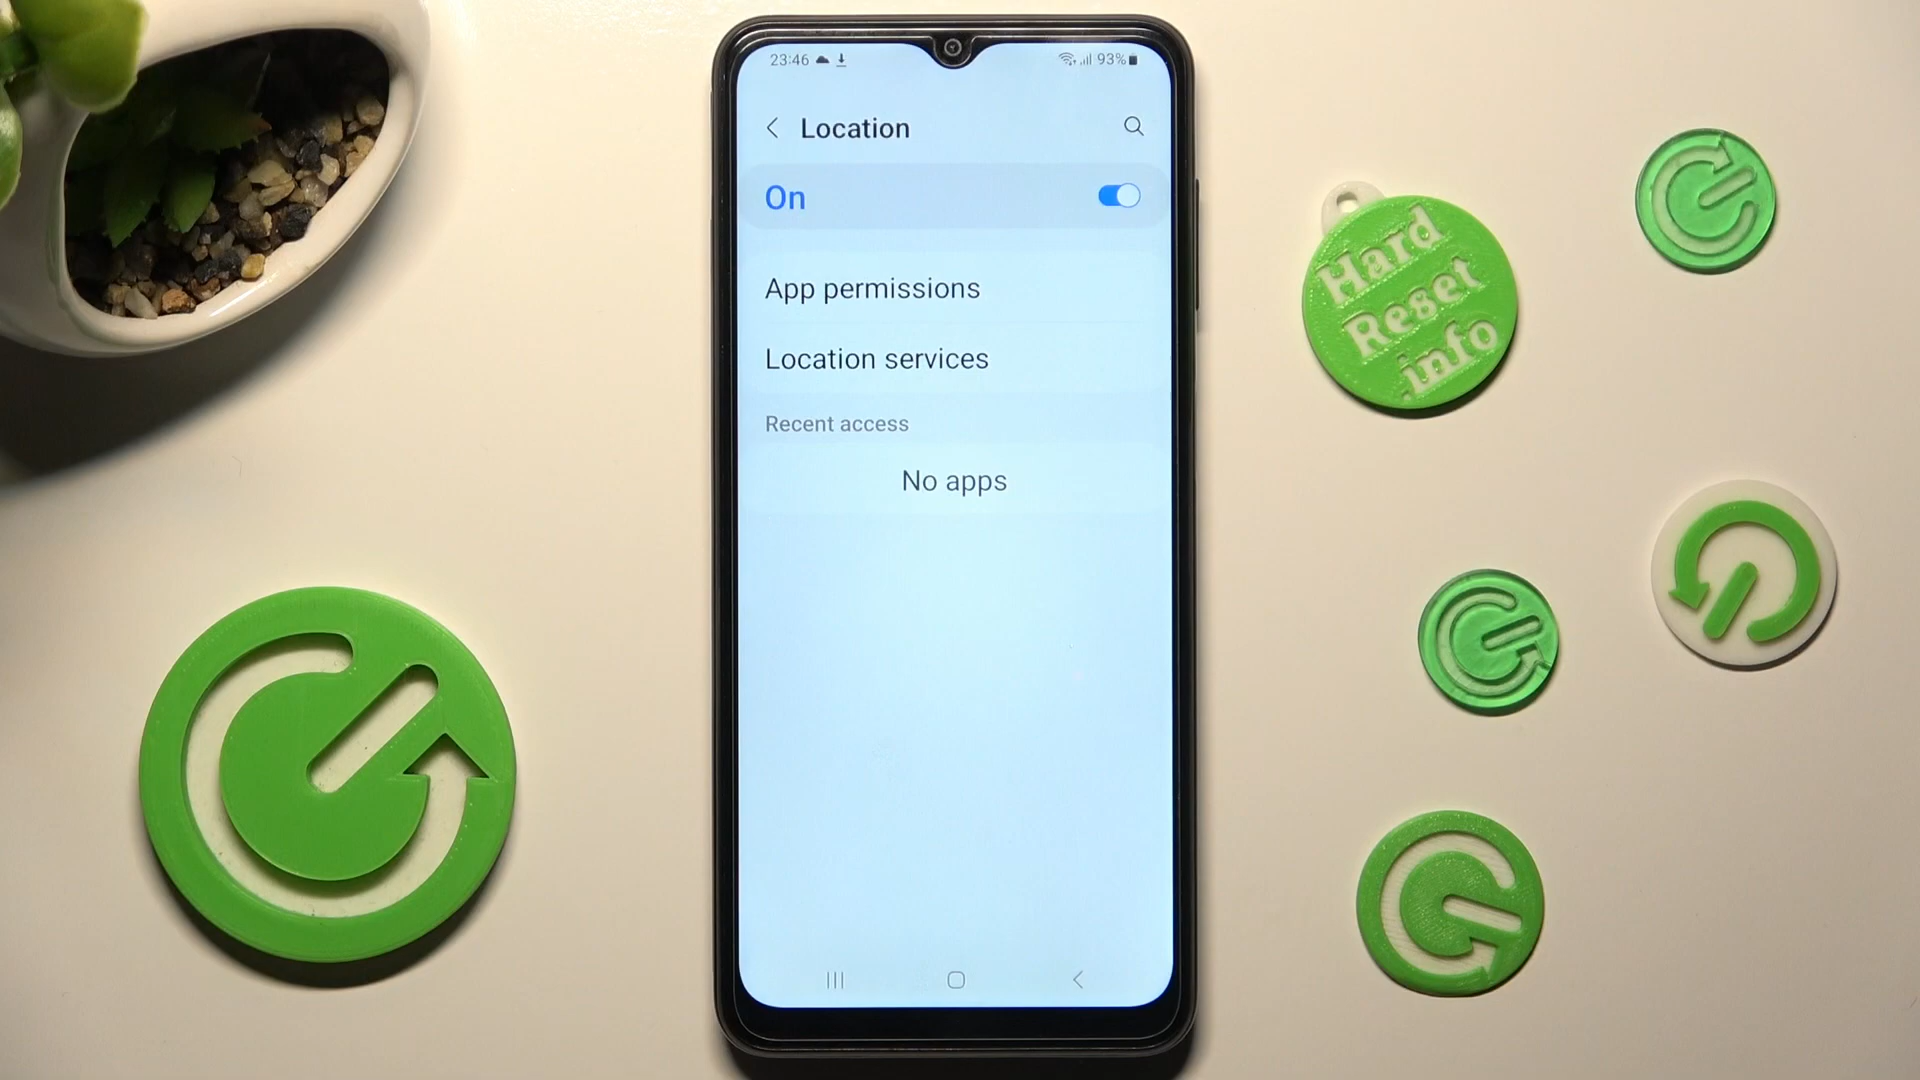 23:46
93%
Location
On
App permissions
Location services
Recent access
No apps
Hard
Reset
.info